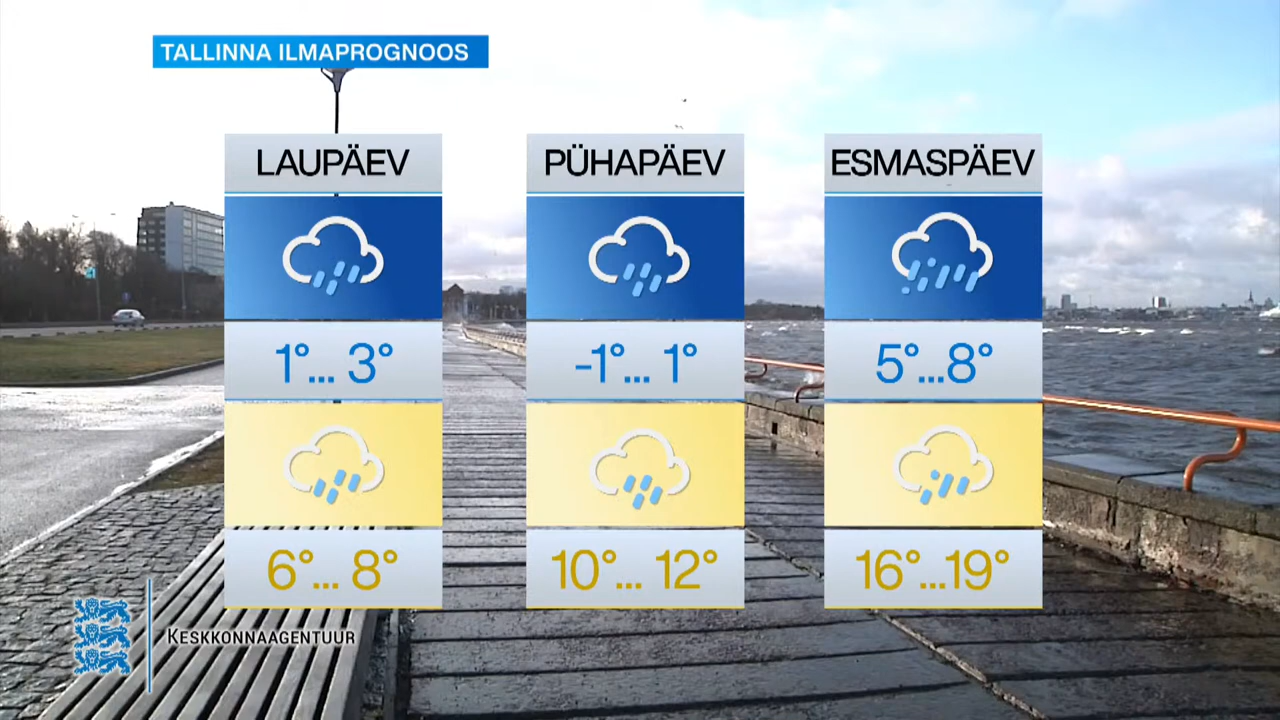 TALLINNA ILMAPROGNOOS
LAUPÄEV
1°... 3°
6°... 8°
PÜHAPÄEV
-1°... 1°
10°... 12°
ESMASPÄEV
5°...8°
16°...19°
KESKKONNAAGENTUUR